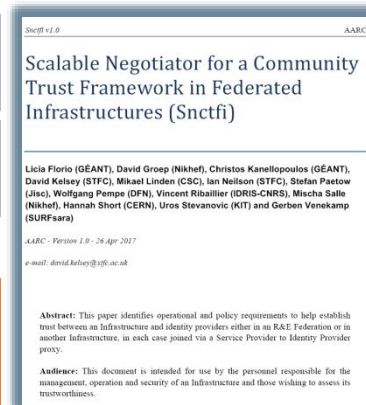 Snctfi v1.0 AARC
Scalable Negotiator for a Community
Trust Framework in Federated
Infrastructures (Snctfi)
Licia Florio (GÉANT), David Groep (Nikhef), Christos Kanellopoulos (GÉANT),
David Kelsey (STFC), Mikael Linden (CSC), Ian Neilson (STFC), Stefan Paetow
(Jisc), Wolfgang Pempe (DFN), Vincent Ribaillier (IDRIS-CNRS), Mischa Salle
(Nikhef), Hannah Short (CERN), Uros Stevanovic (KIT) and Gerben Venekamp
(SURFsara)
AARC - Version 1.0 - 26 Apr 2017
e-mail: david.kelsey@stfc.ac.uk
Abstract: This paper identifies operational and policy requirements to help establish
trust between an Infrastructure and identity providers either in an R&E Federation or in
another Infrastructure, in each case joined via a Service Provider to Identity Provider
proxy.
Audience: This document is intended for use by the personnel responsible for the
management, operation and security of an Infrastructure and those wishing to assess its
trustworthiness.